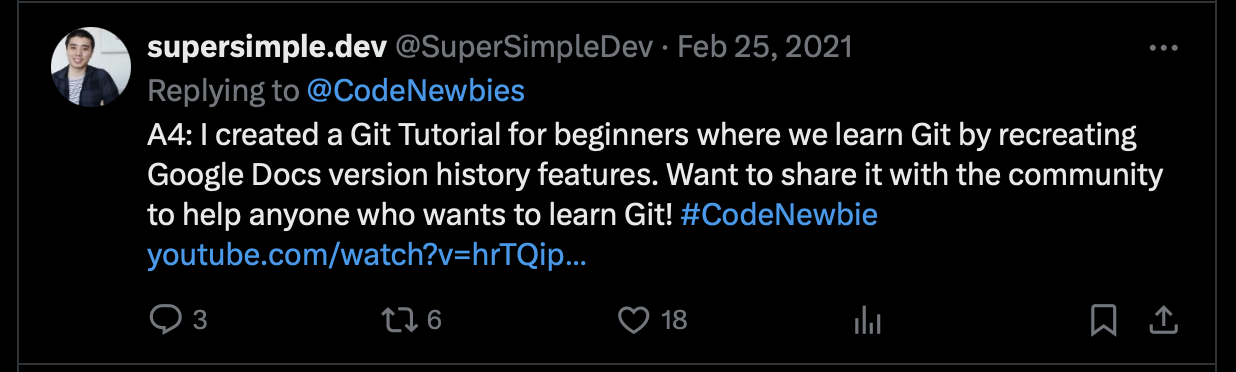 supersimple.dev @SuperSimpleDev · Feb 25, 2021
Replying to @CodeNewbies
A4: I created a Git Tutorial for beginners where we learn Git by recreating
Google Docs version history features. Want to share it with the community
to help anyone who wants to learn Git! #CodeNewbie
youtube.com/watch?v=hrTQip…
3 6 18